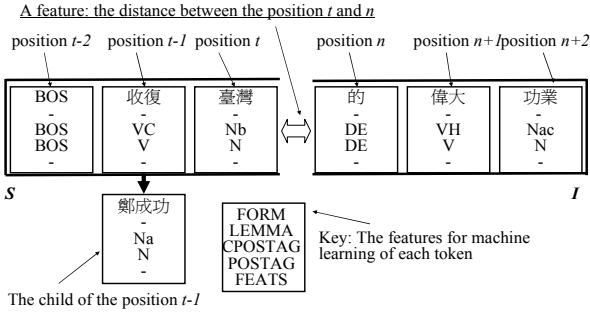 A feature: the distance between the position t and n
position t-2 position t-1 position t position n position n+1 position n+2
BOS 收復 臺灣 的 偉大 功業
- - - - - -
BOS VC Nb DE VH Nac
BOS V N DE V N
- - - - - -
S I
鄭成功
-
Na
N
-
FORM
LEMMA
CPOSTAG
POSTAG
FEATS
Key: The features for machine
learning of each token
The child of the position t-1